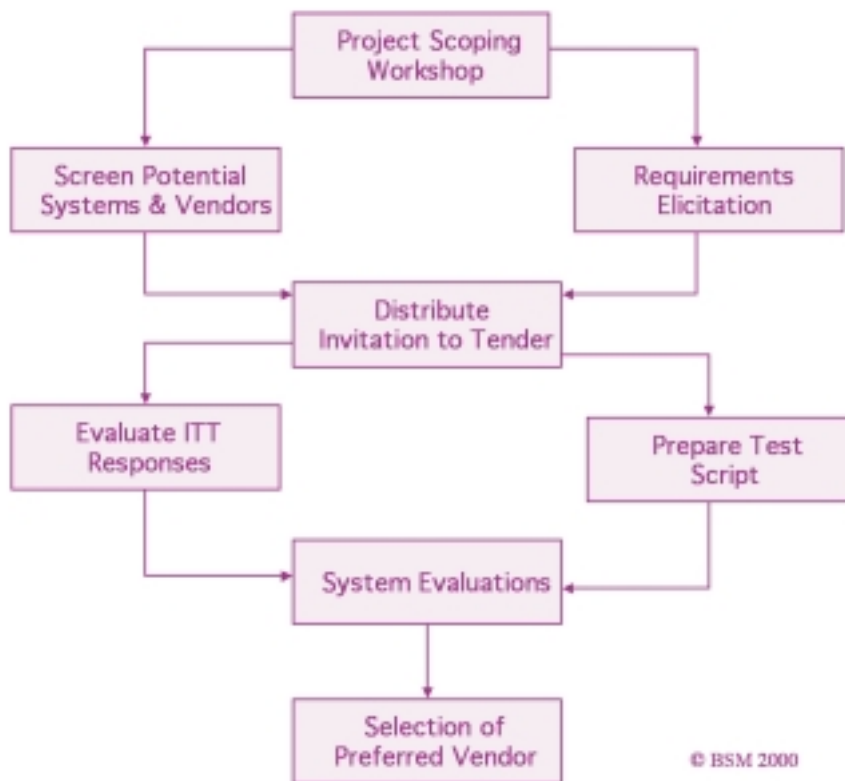 Project Scoping
Workshop
Screen Potential
Systems & Vendors
Requirements
Elicitation
Distribute
Invitation to Tender
Evaluate ITT
Responses
Prepare Test
Script
System Evaluations
Selection of
Preferred Vendor
© BSM 2000